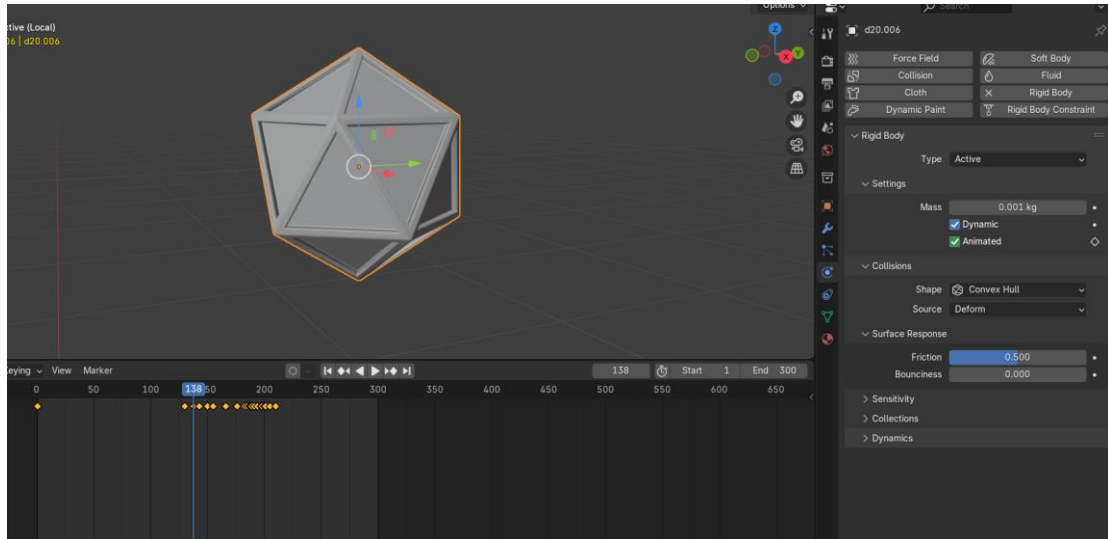 Options
Search
ctive (Local)
06 | d20.006
Z
Y
X
d20.006
Force Field
Soft Body
Collision
Fluid
Cloth
Rigid Body
Dynamic Paint
Rigid Body Constraint
Rigid Body
Type Active
Settings
Mass 0.001 kg
Dynamic
Animated
Collisions
Shape Convex Hull
Source Deform
Surface Response
Friction 0.500
Bounciness 0.000
Sensitivity
Collections
Dynamics
Keying View Marker
138 Start 1 End 300
0 50 100 138 50 200 250 300 350 400 450 500 550 600 650